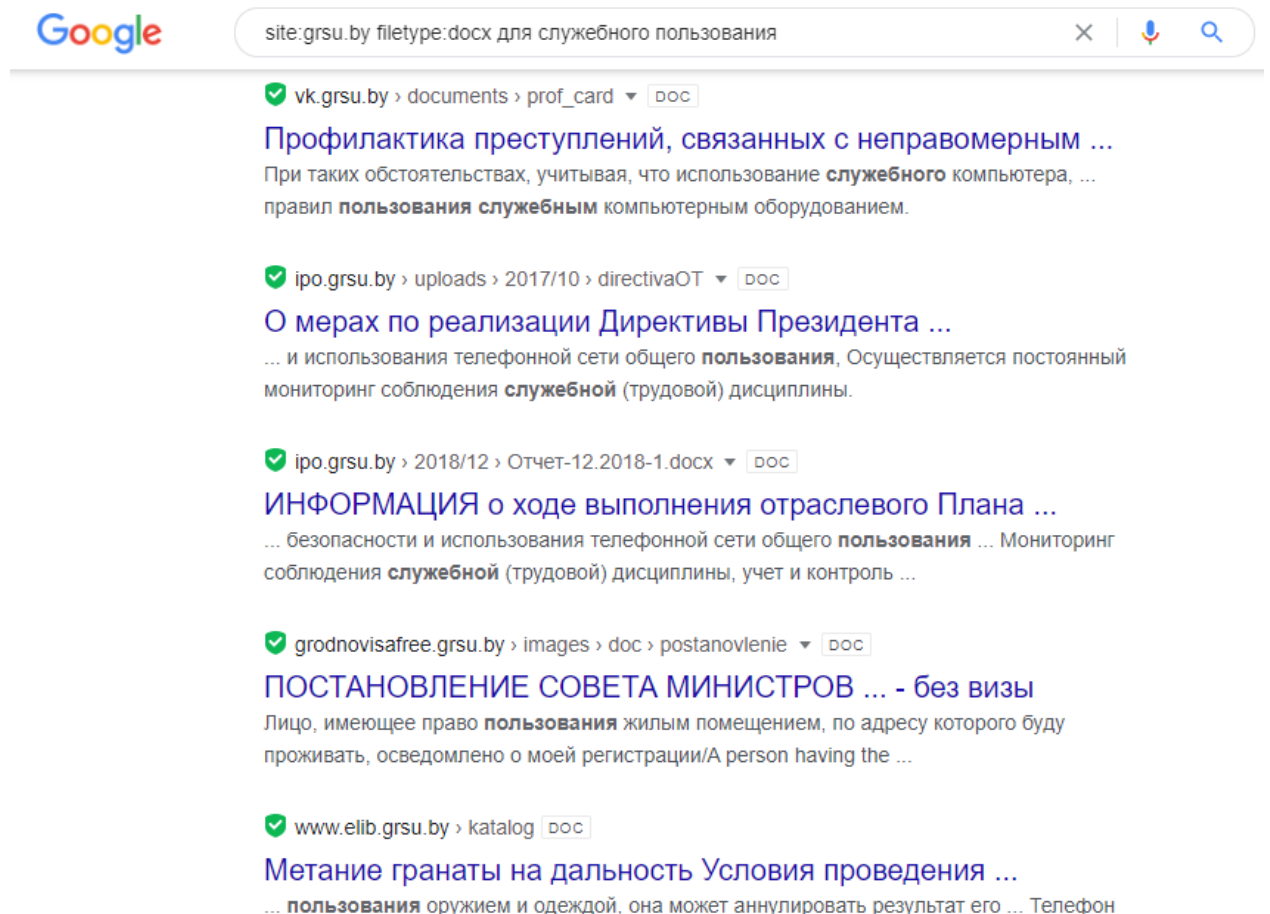 Google
site:grsu.by filetype:docx для служебного пользования
vk.grsu.by › documents › prof_card DOC
Профилактика преступлений, связанных с неправомерным ...
При таких обстоятельствах, учитывая, что использование служебного компьютера, ...
правил пользования служебным компьютерным оборудованием.
ipo.grsu.by › uploads › 2017/10 › directivaOT DOC
О мерах по реализации Директивы Президента ...
... и использования телефонной сети общего пользования, Осуществляется постоянный
мониторинг соблюдения служебной (трудовой) дисциплины.
ipo.grsu.by › 2018/12 › Отчет-12.2018-1.docx DOC
ИНФОРМАЦИЯ о ходе выполнения отраслевого Плана ...
... безопасности и использования телефонной сети общего пользования ... Мониторинг
соблюдения служебной (трудовой) дисциплины, учет и контроль ...
grodnovisafree.grsu.by › images › doc › postanovlenie DOC
ПОСТАНОВЛЕНИЕ СОВЕТА МИНИСТРОВ ... - без визы
Лицо, имеющее право пользования жилым помещением, по адресу которого буду
проживать, осведомлено о моей регистрации/A person having the ...
www.elib.grsu.by › katalog DOC
Метание гранаты на дальность Условия проведения ...
... пользования оружием и одеждой, она может аннулировать результат его ... Телефон